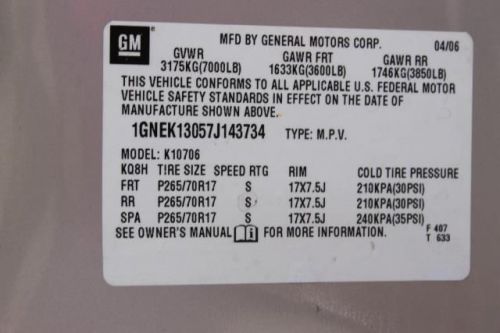 GM MFD BY GENERAL MOTORS CORP. 04/06
GVWR GAWR FRT GAWR RR
3175KG(7000LB) 1633KG(3600LB) 1746KG(3850LB)
THIS VEHICLE CONFORMS TO ALL APPLICABLE U.S. FEDERAL MOTOR
VEHICLE SAFETY STANDARDS IN EFFECT ON THE DATE OF
MANUFACTURE SHOWN ABOVE.
1GNEK13057J143734 TYPE: M.P.V.
MODEL: K10706
KQ8H TIRE SIZE SPEED RTG RIM COLD TIRE PRESSURE
FRT P265/70R17 S 17X7.5J 210KPA(30PSI)
RR P265/70R17 S 17X7.5J 210KPA(30PSI)
SPA P265/70R17 S 17X7.5J 240KPA(35PSI)
SEE OWNER'S MANUAL FOR MORE INFORMATION. F 407
T 633